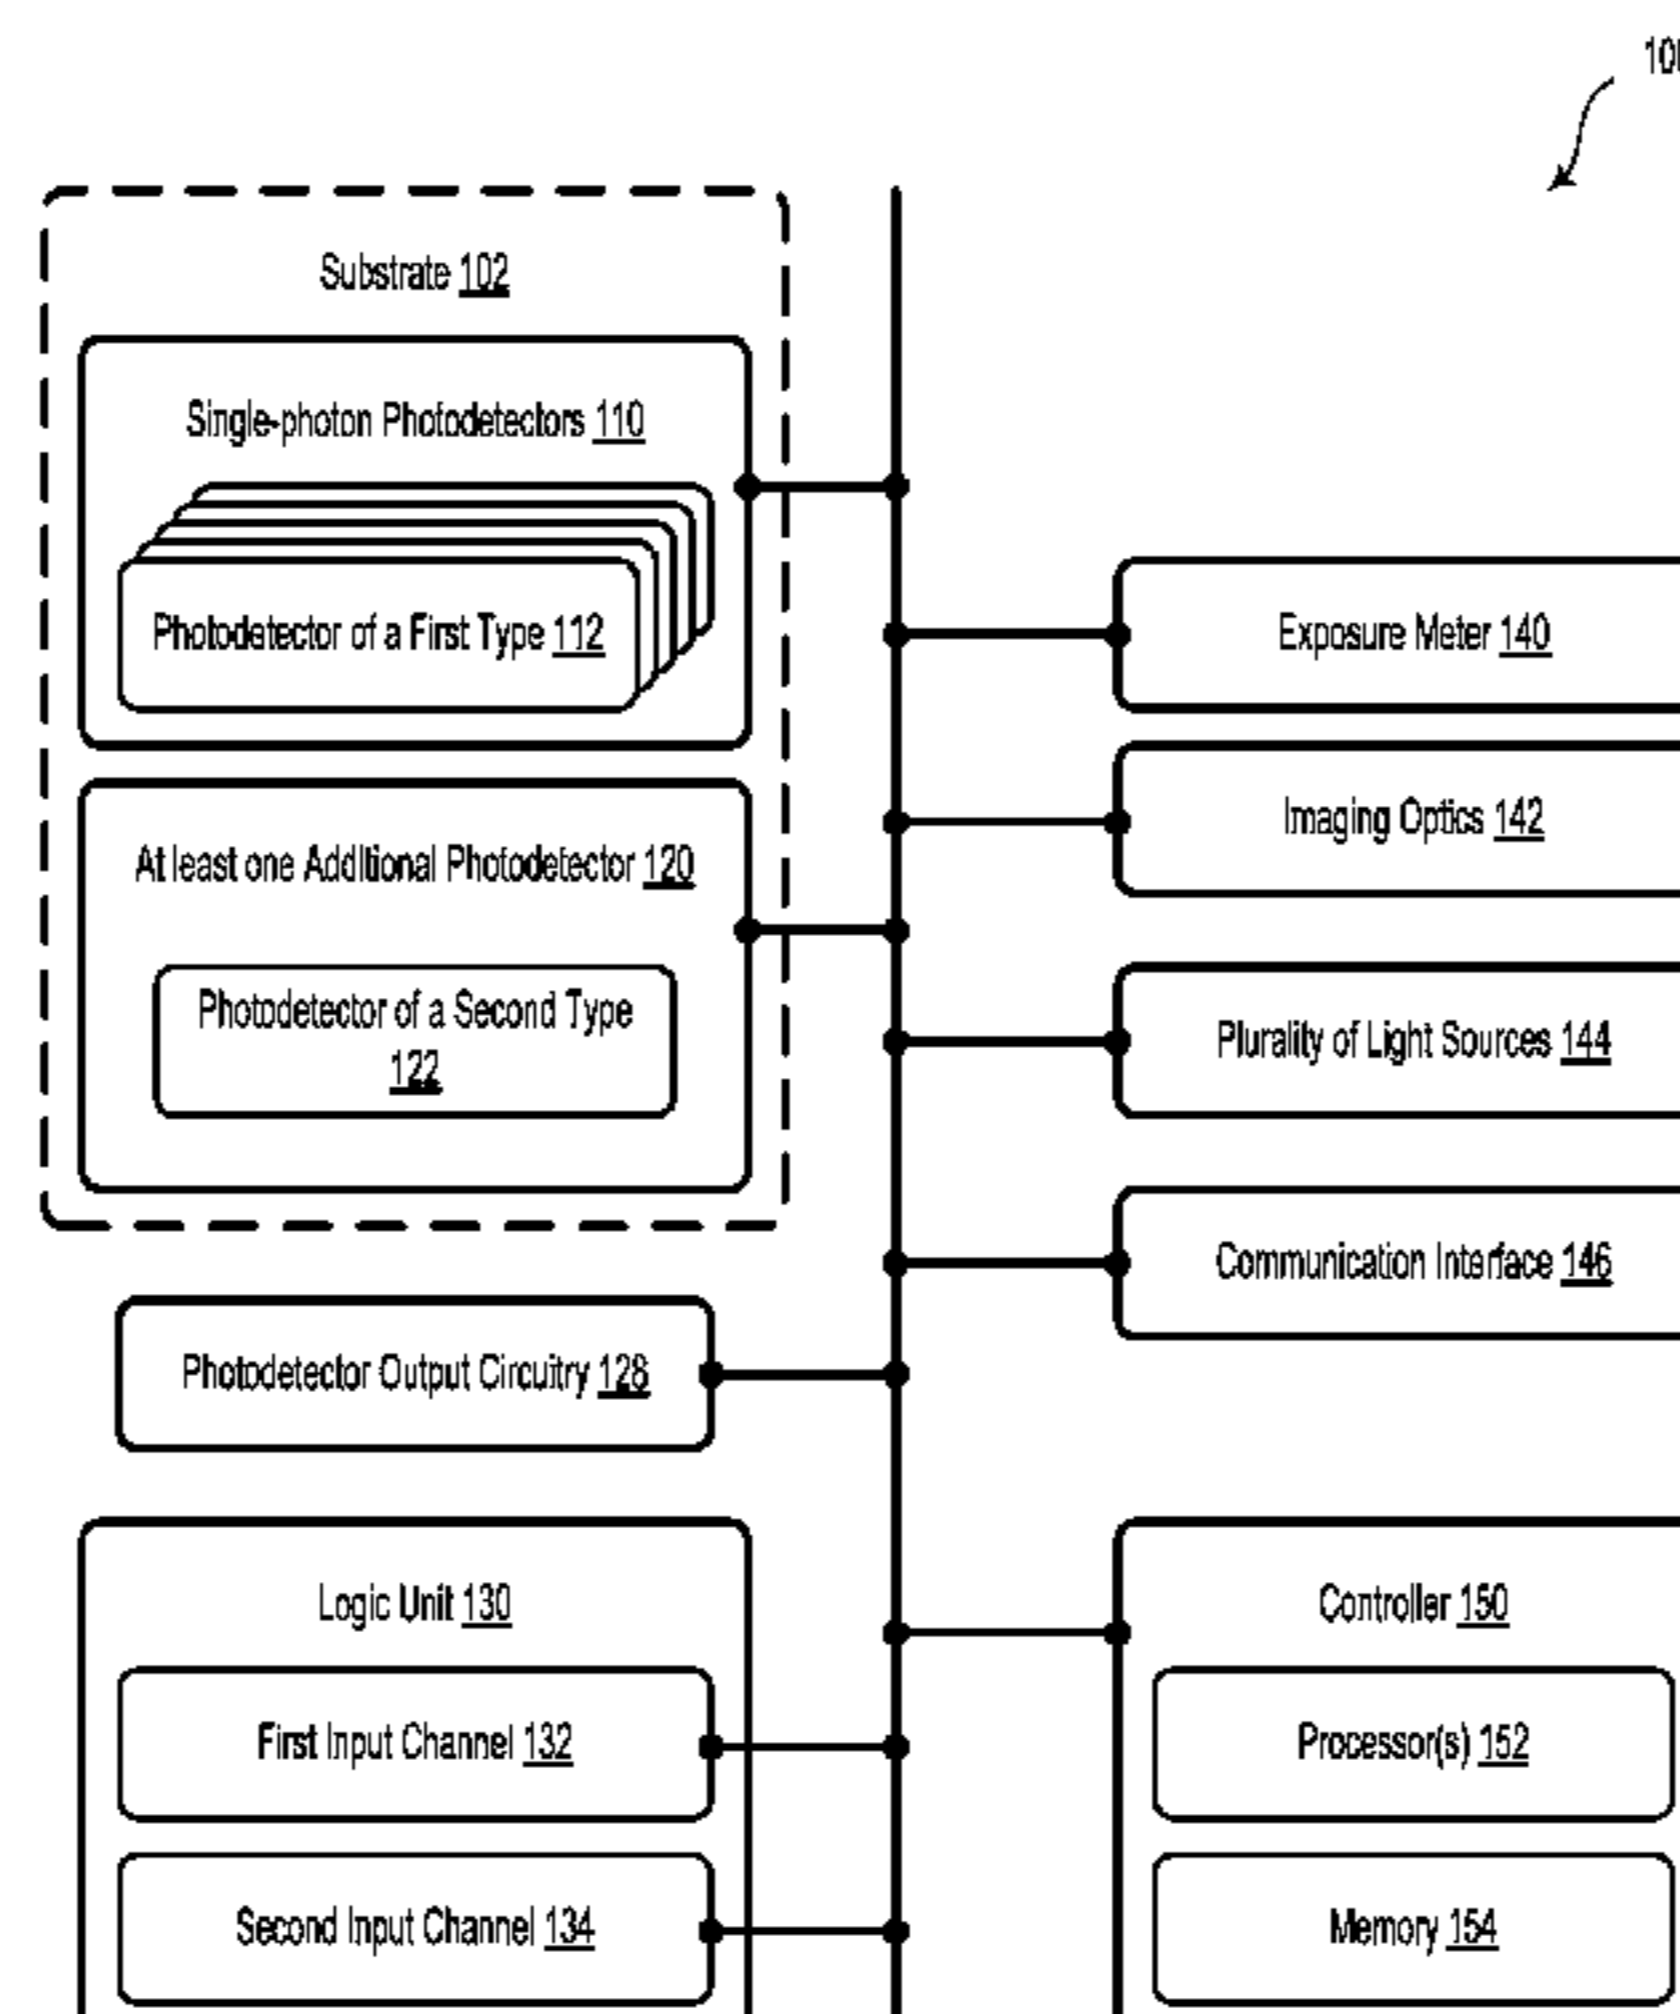 Substrate 102
Single-photon Photodetectors 110
Photodetector of a First Type 112
At least one Additional Photodetector 120
Photodetector of a Second Type
122
Photodetector Output Circuitry 128
Logic Unit 130
First Input Channel 132
Second Input Channel 134
Exposure Meter 140
Imaging Optics 142
Plurality of Light Sources 144
Communication Interface 146
Controller 150
Processor(s) 152
Memory 154